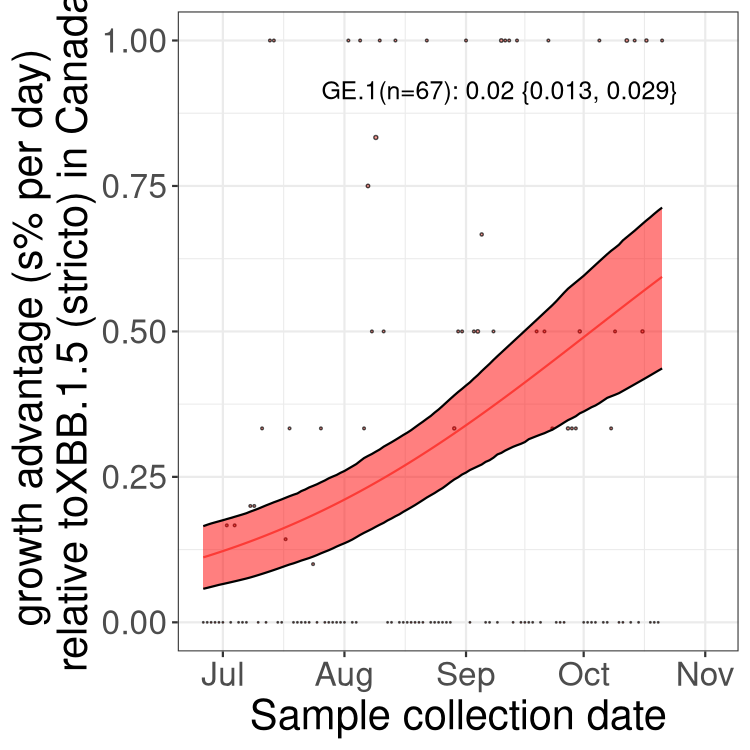 growth advantage (s% per day)
relative toXBB.1.5 (stricto) in Canada
1.00
0.75
0.50
0.25
0.00
GE.1(n=67): 0.02 {0.013, 0.029}
Jul Aug Sep Oct Nov
Sample collection date